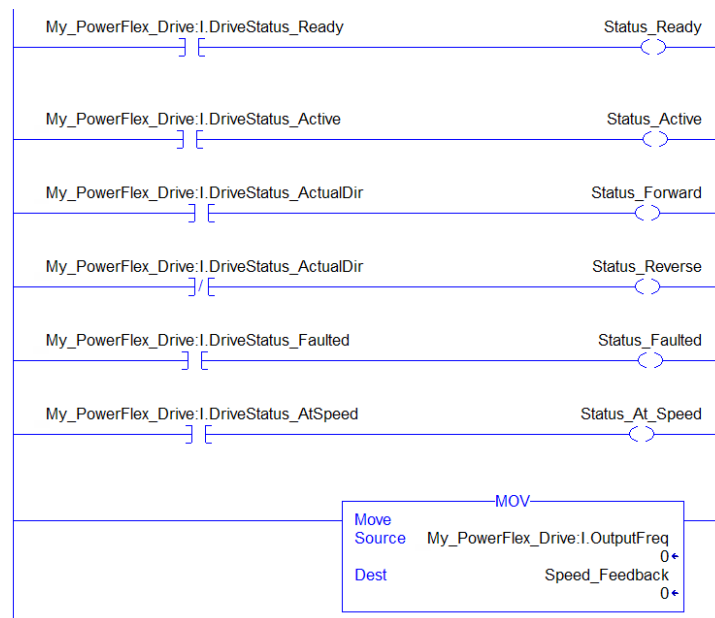 My_PowerFlex_Drive:I.DriveStatus_Ready Status_Ready
My_PowerFlex_Drive:I.DriveStatus_Active Status_Active
My_PowerFlex_Drive:I.DriveStatus_ActualDir Status_Forward
My_PowerFlex_Drive:I.DriveStatus_ActualDir Status_Reverse
My_PowerFlex_Drive:I.DriveStatus_Faulted Status_Faulted
My_PowerFlex_Drive:I.DriveStatus_AtSpeed Status_At_Speed
MOV
Move
Source My_PowerFlex_Drive:I.OutputFreq
0
Dest Speed_Feedback
0